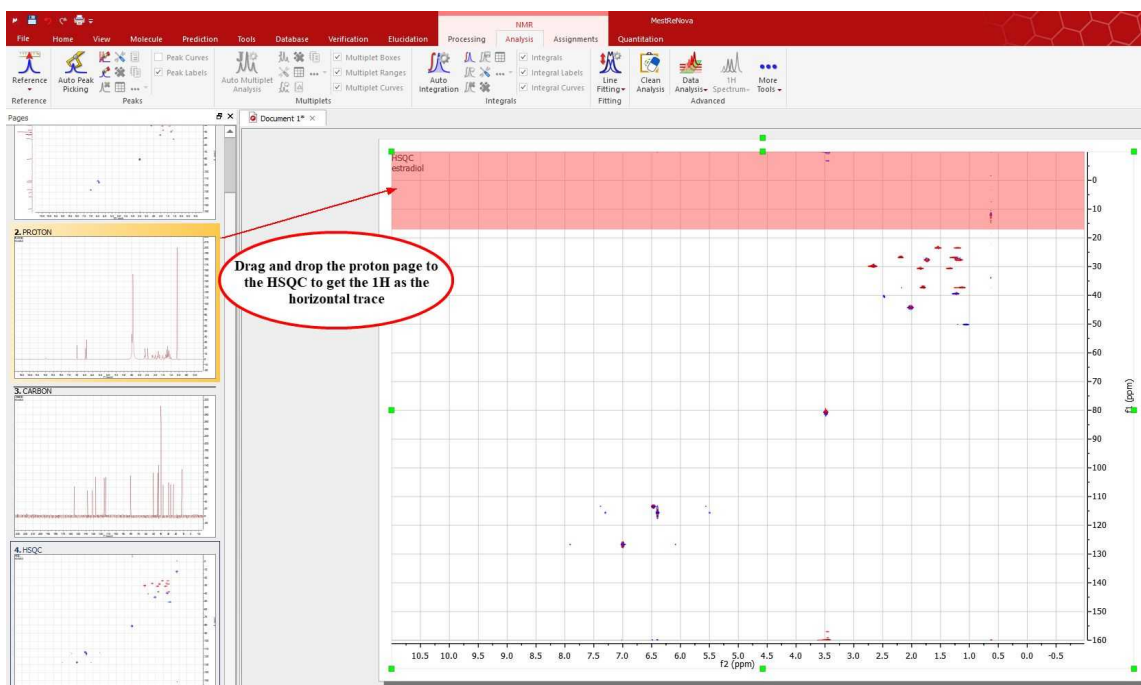 NMR
MestReNova
File Home View Molecule Prediction Tools Database Verification Elucidation Processing Analysis Assignments Quantitation
Reference
Reference
Auto Peak
Picking
Peak Curves
Peak Labels
Peaks
Auto Multiplet
Analysis
Multiplet Boxes
Multiplet Ranges
Multiplet Curves
Multiplets
Auto
Integration
Integrals
Integral Labels
Integral Curves
Integrals
Line
Fitting
Fitting
Clean
Analysis
Data
Analysis
Spectrum
More
Tools
Advanced
Pages
Document 1*
2. PROTON
3. CARBON
4. HSQC
Drag and drop the proton page to
the HSQC to get the 1H as the
horizontal trace
HSQC
estradiol
0
10
20
30
40
50
60
70
80
90
100
110
120
130
140
150
160
f1 (ppm)
10.5 10.0 9.5 9.0 8.5 8.0 7.5 7.0 6.5 6.0 5.5 5.0 4.5 4.0 3.5 3.0 2.5 2.0 1.5 1.0 0.5 0.0 -0.5
f2 (ppm)